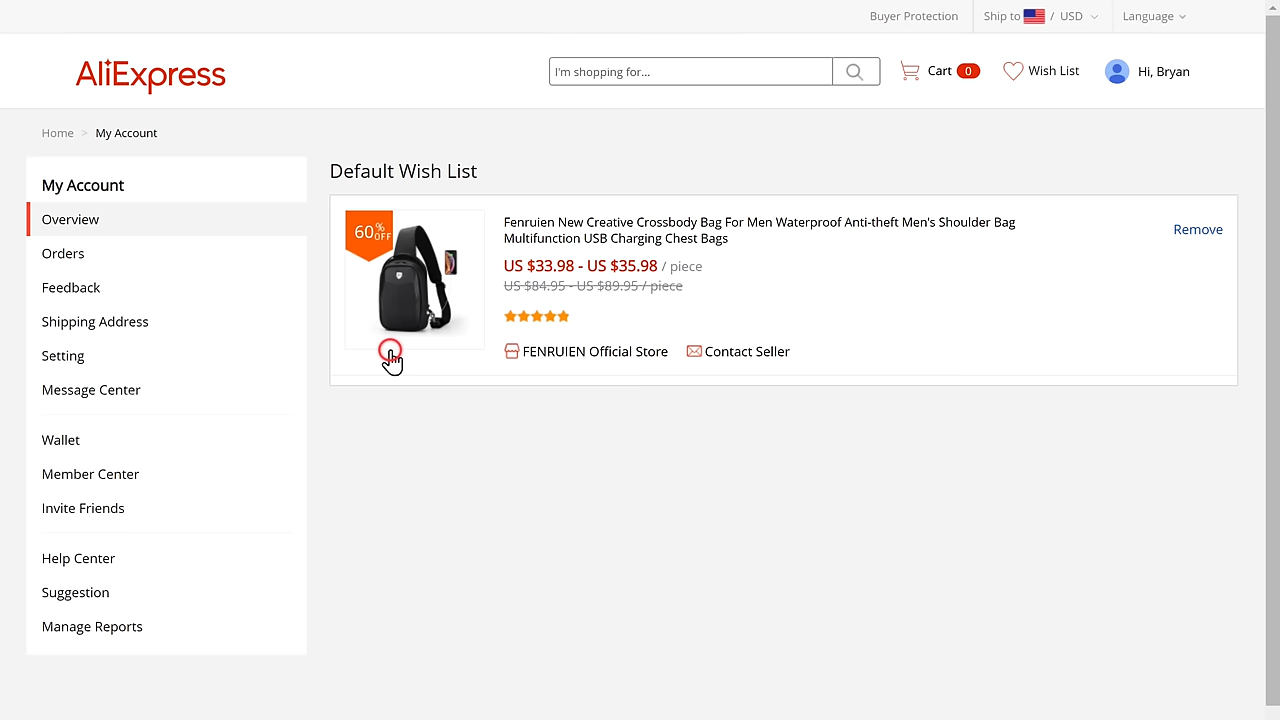 Buyer Protection
Ship to / USD
Language
AliExpress
I'm shopping for...
Cart 0
Wish List
Hi, Bryan
Home > My Account
My Account
Overview
Orders
Feedback
Shipping Address
Setting
Message Center
Wallet
Member Center
Invite Friends
Help Center
Suggestion
Manage Reports
Default Wish List
60% OFF
Fenruien New Creative Crossbody Bag For Men Waterproof Anti-theft Men's Shoulder Bag
Multifunction USB Charging Chest Bags
Remove
US $33.98 - US $35.98 / piece
US $84.95 - US $89.95 / piece
FENRUIEN Official Store
Contact Seller